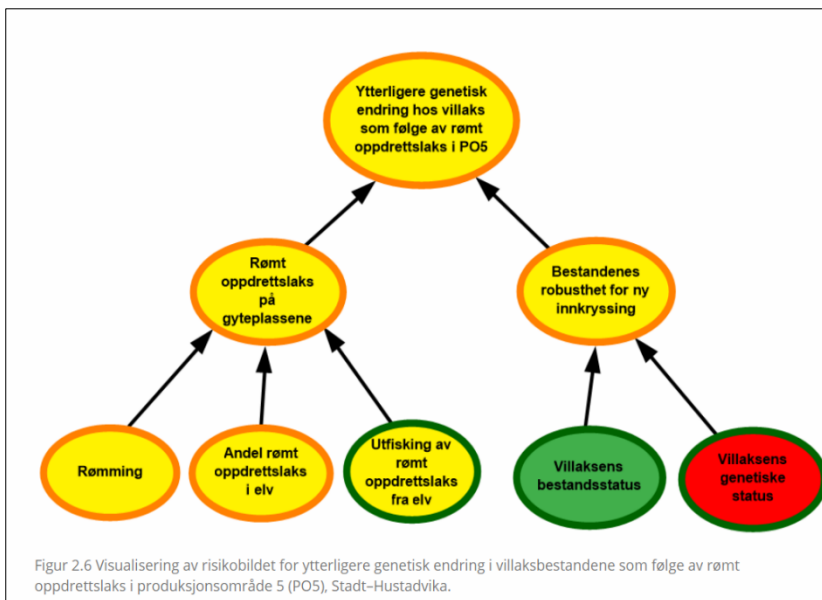 Ytterligere genetisk
endring hos villaks
som følge av rømt
oppdrettslaks i PO5
Rømt
oppdrettslaks
på
gyteplassene
Bestandenes
robusthet for ny
innkryssing
Rømming
Andel rømt
oppdrettslaks
i elv
Utfisking av
rømt
oppdrettslaks
fra elv
Villaksens
bestandsstatus
Villaksens
genetiske
status
Figur 2.6 Visualisering av risikobildet for ytterligere genetisk endring i villaksbestandene som følge av rømt
oppdrettslaks i produksjonsområde 5 (PO5), Stadt–Hustadvika.